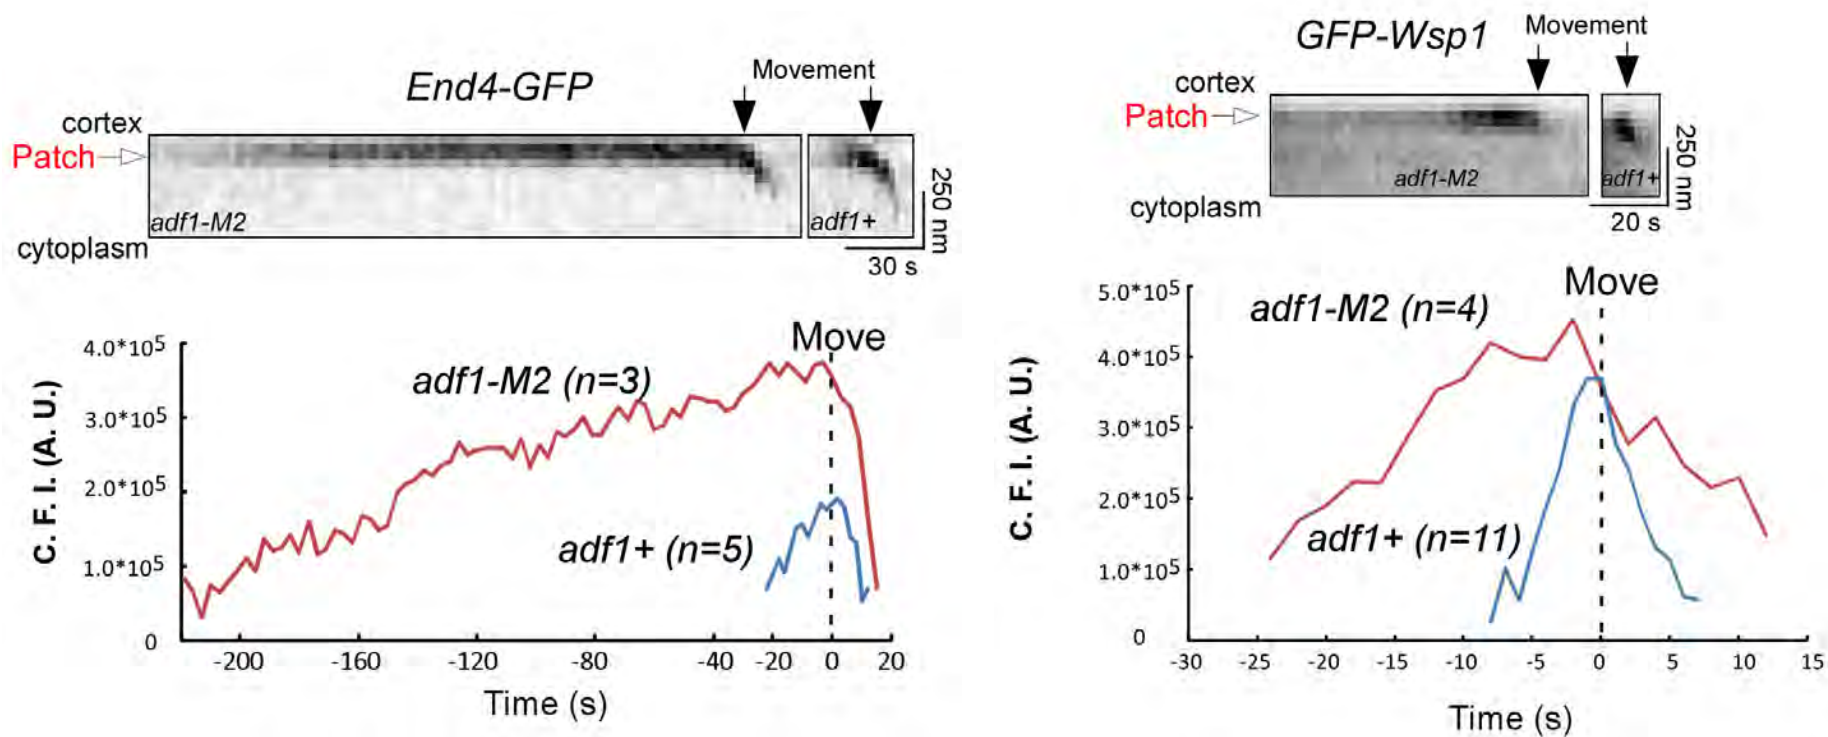 End4-GFP
Movement
cortex
Patch
adf1-M2
adf1+
cytoplasm
250 nm
30 s
GFP-Wsp1
Movement
cortex
Patch
adf1-M2
adf1+
cytoplasm
250 nm
20 s
Move
4.0*10⁵
3.0*10⁵
2.0*10⁵
1.0*10⁵
0
C. F. I. (A. U.)
adf1-M2 (n=3)
adf1+ (n=5)
-200 -160 -120 -80 -40 -20 0 20
Time (s)
Move
5.0*10⁵
4.0*10⁵
3.0*10⁵
2.0*10⁵
1.0*10⁵
0
C. F. I. (A. U.)
adf1-M2 (n=4)
adf1+ (n=11)
-30 -25 -20 -15 -10 -5 0 5 10 15
Time (s)